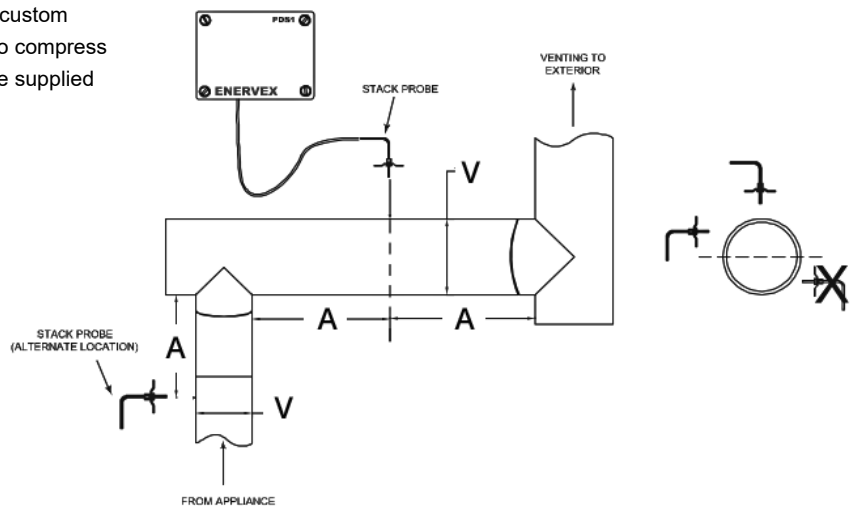 custom
o compress
e supplied
PDS1
ENERVEX
STACK PROBE
VENTING TO
EXTERIOR
V
A
A
A
STACK PROBE
(ALTERNATE LOCATION)
V
FROM APPLIANCE
X